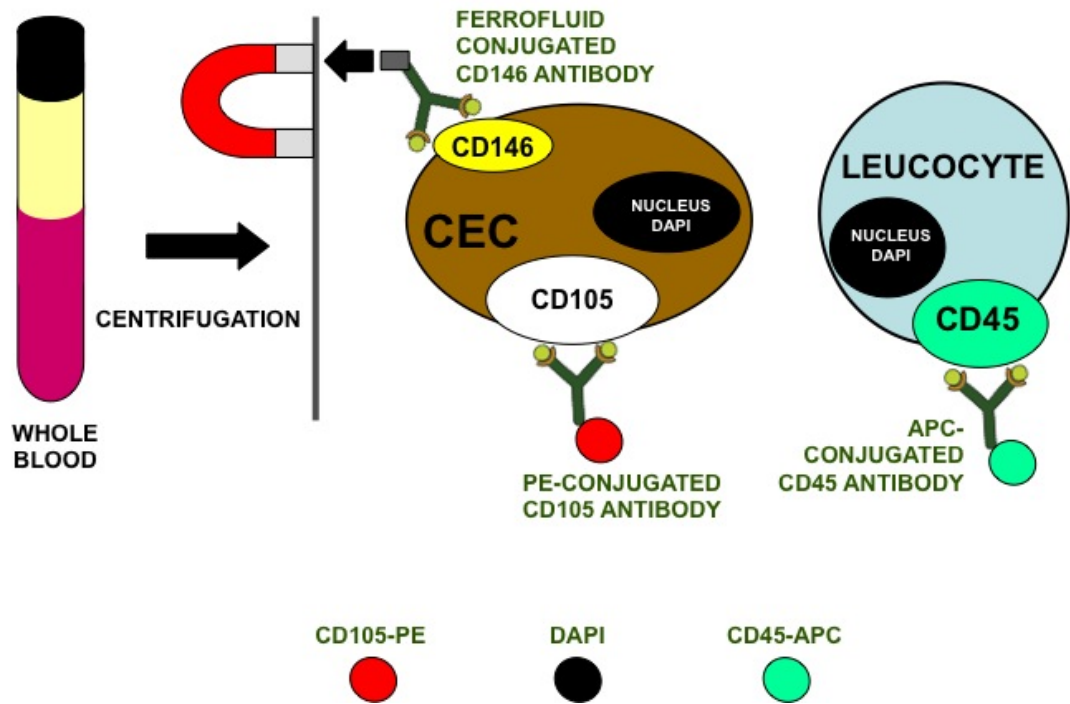 FERROFLUID
CONJUGATED
CD146 ANTIBODY
CD146
LEUCOCYTE
NUCLEUS
DAPI
CEC
NUCLEUS
DAPI
CD105
CENTRIFUGATION
CD45
WHOLE
BLOOD
PE-CONJUGATED
CD105 ANTIBODY
APC-
CONJUGATED
CD45 ANTIBODY
CD105-PE
DAPI
CD45-APC